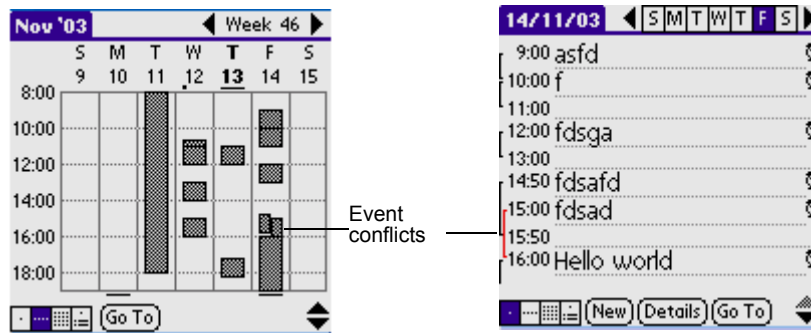 Nov '03 Week 46
S M T W T F S
9 10 11 12 13 14 15
8:00
10:00
12:00
14:00
16:00
18:00
Go To
Event
conflicts
14/11/03 S M T W T F S
9:00 asfd
10:00 f
11:00
12:00 fdsga
13:00
14:50 fdsafd
15:00 fdsad
15:50
16:00 Hello world
New Details Go To